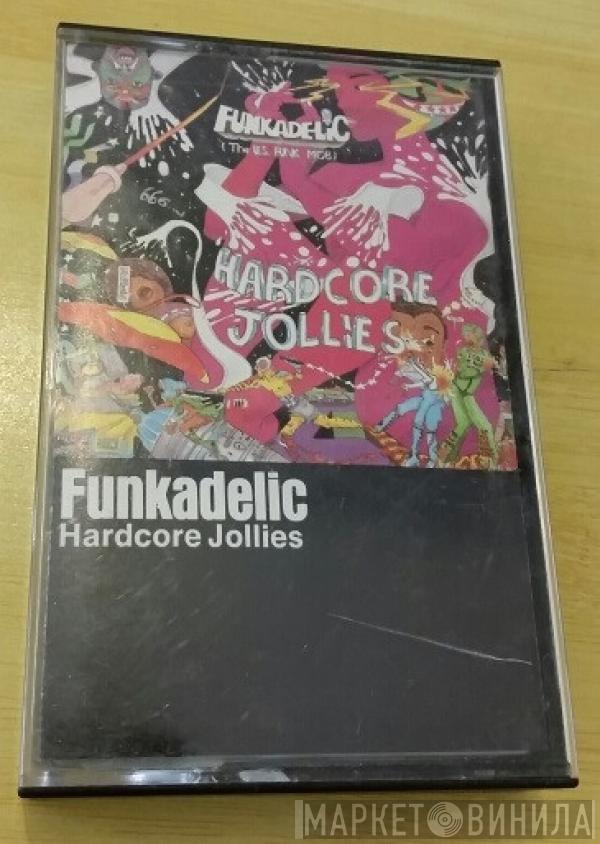 FUNKADELIC
(The U.S. FUNK MOB)
666
HARDCORE
JOLLIES
Funkadelic
Hardcore Jollies
МАРКЕТ ВИНИЛА